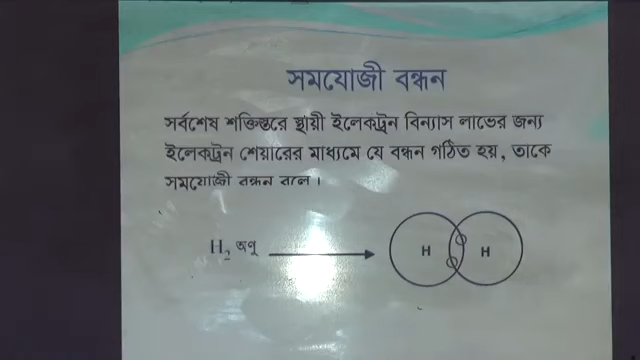 সমযোজী বন্ধন
সর্বশেষ শক্তিস্তরে স্থায়ী ইলেকট্রন বিন্যাস লাভের জন্য
ইলেকট্রন শেয়ারের মাধ্যমে যে বন্ধন গঠিত হয়, তাকে
সমযোজী বন্ধন বলে।
H₂ অণু H H